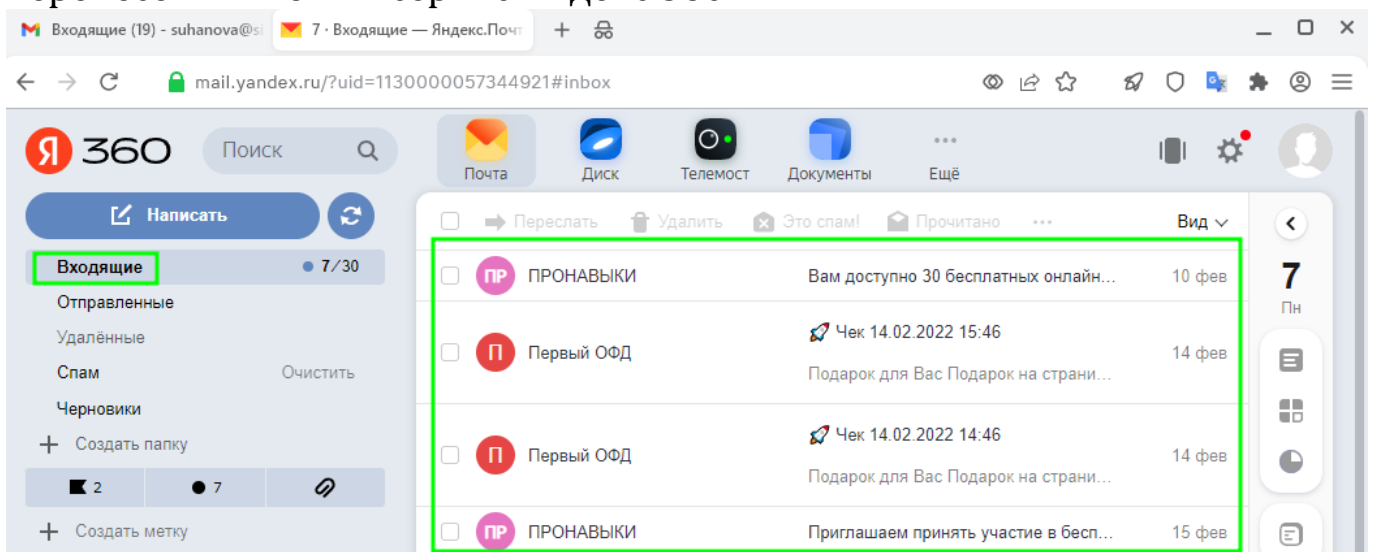 Входящие (19) - suhanova@si
7 · Входящие — Яндекс.Почт
mail.yandex.ru/?uid=1130000057344921#inbox
Я 360
Поиск
Почта
Диск
Телемост
Документы
Ещё
Написать
Переслать
Удалить
Это спам!
Прочитано
Вид
Входящие
7/30
Отправленные
Удалённые
Спам
Очистить
Черновики
Создать папку
2
7
Создать метку
ПР ПРОНАВЫКИ Вам доступно 30 бесплатных онлайн... 10 фев
П Первый ОФД 🚀 Чек 14.02.2022 15:46 14 фев
Подарок для Вас Подарок на страни...
П Первый ОФД 🚀 Чек 14.02.2022 14:46 14 фев
Подарок для Вас Подарок на страни...
ПР ПРОНАВЫКИ Приглашаем принять участие в бесп... 15 фев
7
Пн